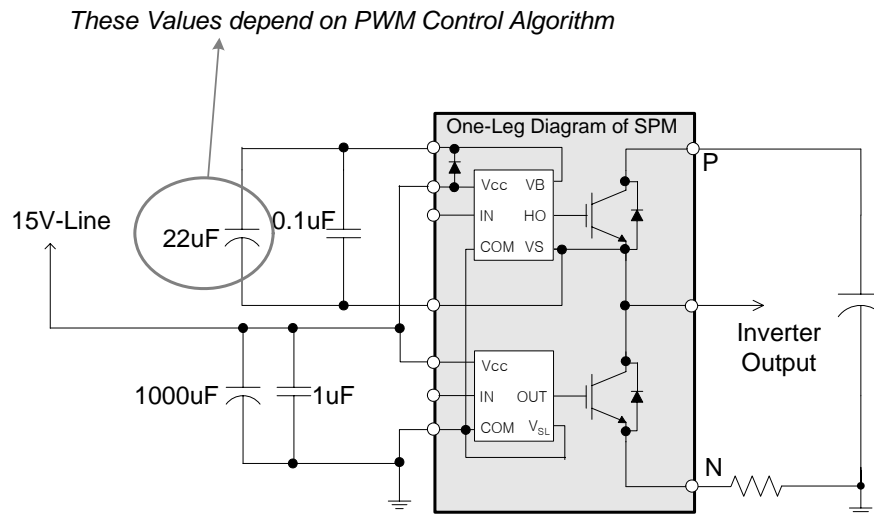 These Values depend on PWM Control Algorithm
One-Leg Diagram of SPM
P
Vcc VB
15V-Line
22uF
0.1uF
IN HO
COM VS
Inverter
Output
Vcc
1000uF
1uF
IN OUT
COM VSL
N